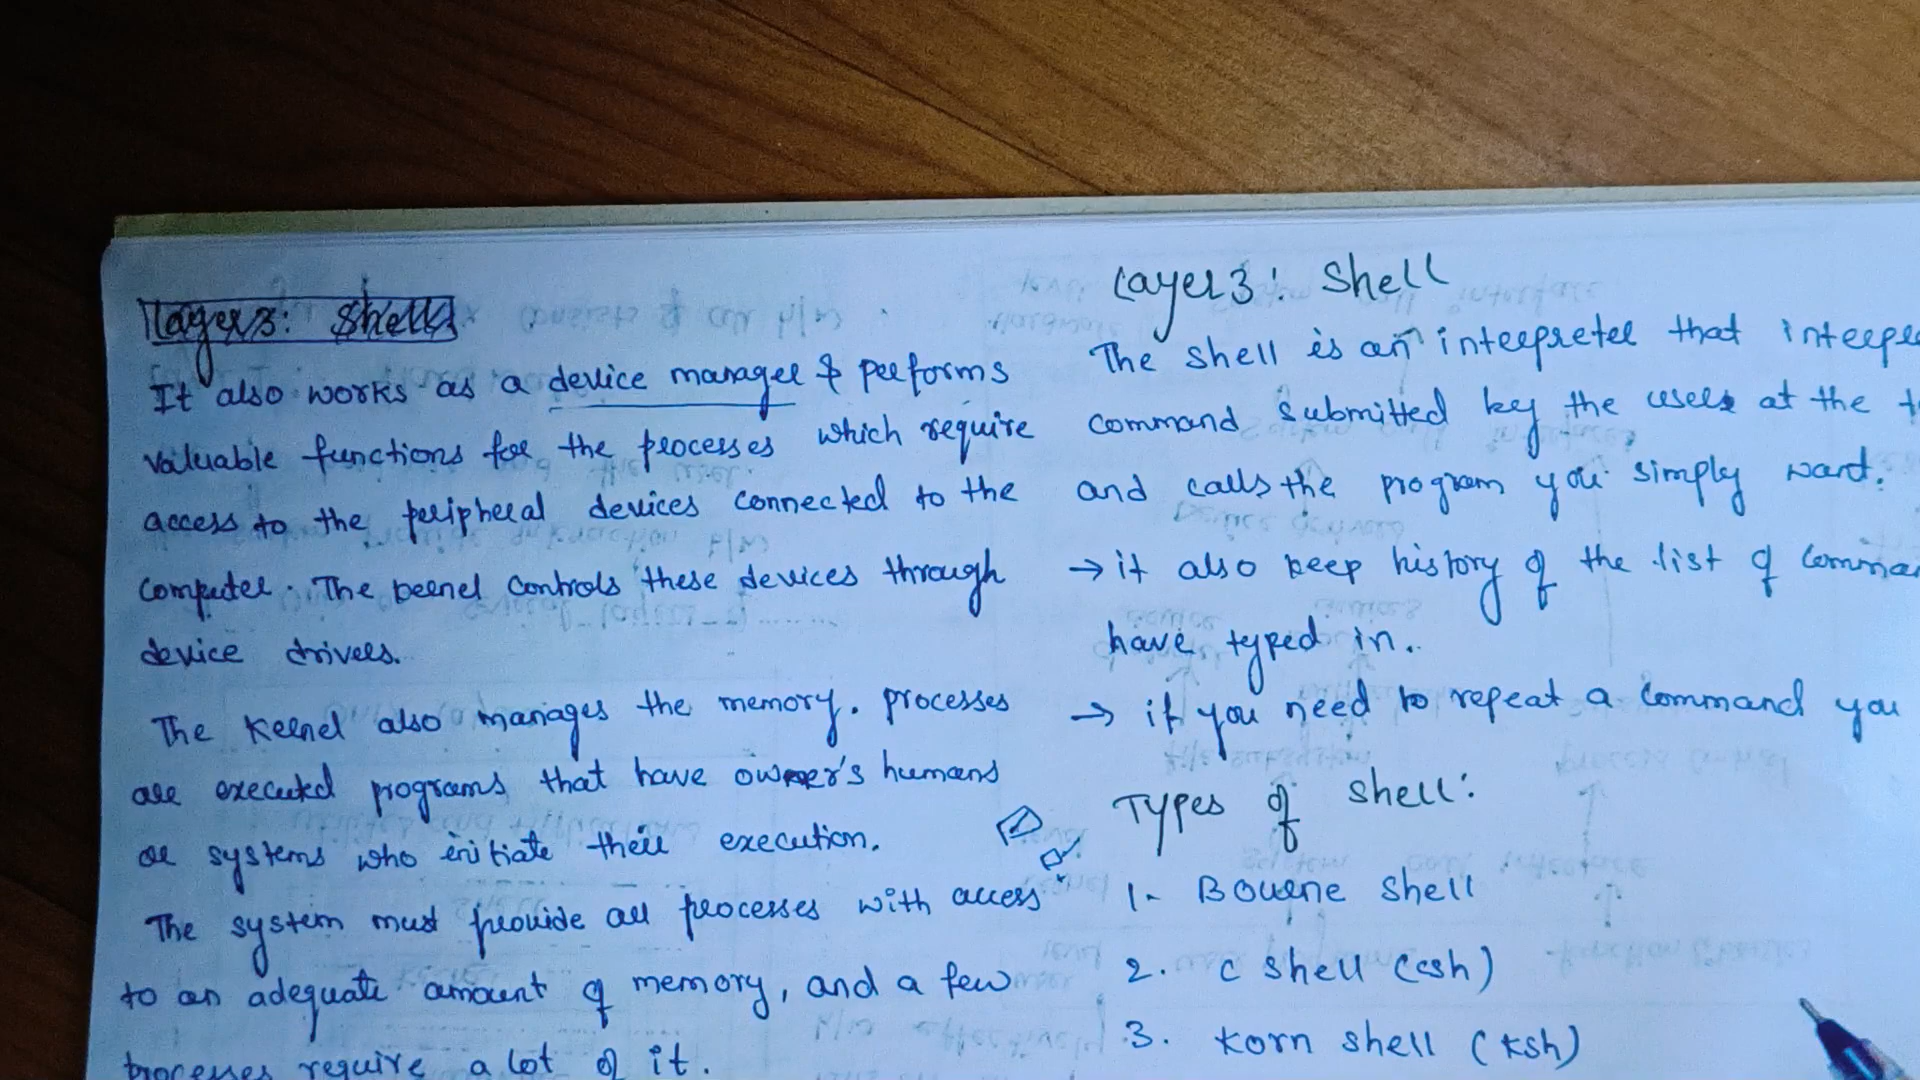 Layer 3: Shell
It also works as a device manager & performs
valuable functions for the processes which require
access to the peripheral devices connected to the
computer. The kernel controls these devices through
device drivers.
The Kernel also manages the memory. processes
are executed programs that have owner's humans
or systems who initiate their execution.
The system must provide all processes with access
to an adequate amount of memory, and a few
processes require a lot of it.
Layer 3: Shell
The shell is an interpreter that
command submitted by the users at the
and calls the program you simply want.
→ it also keep history of the list of
have typed in.
→ if you need to repeat a command you
Types of shell:
1. Bourne shell
2. C shell (csh)
3. Korn shell (ksh)